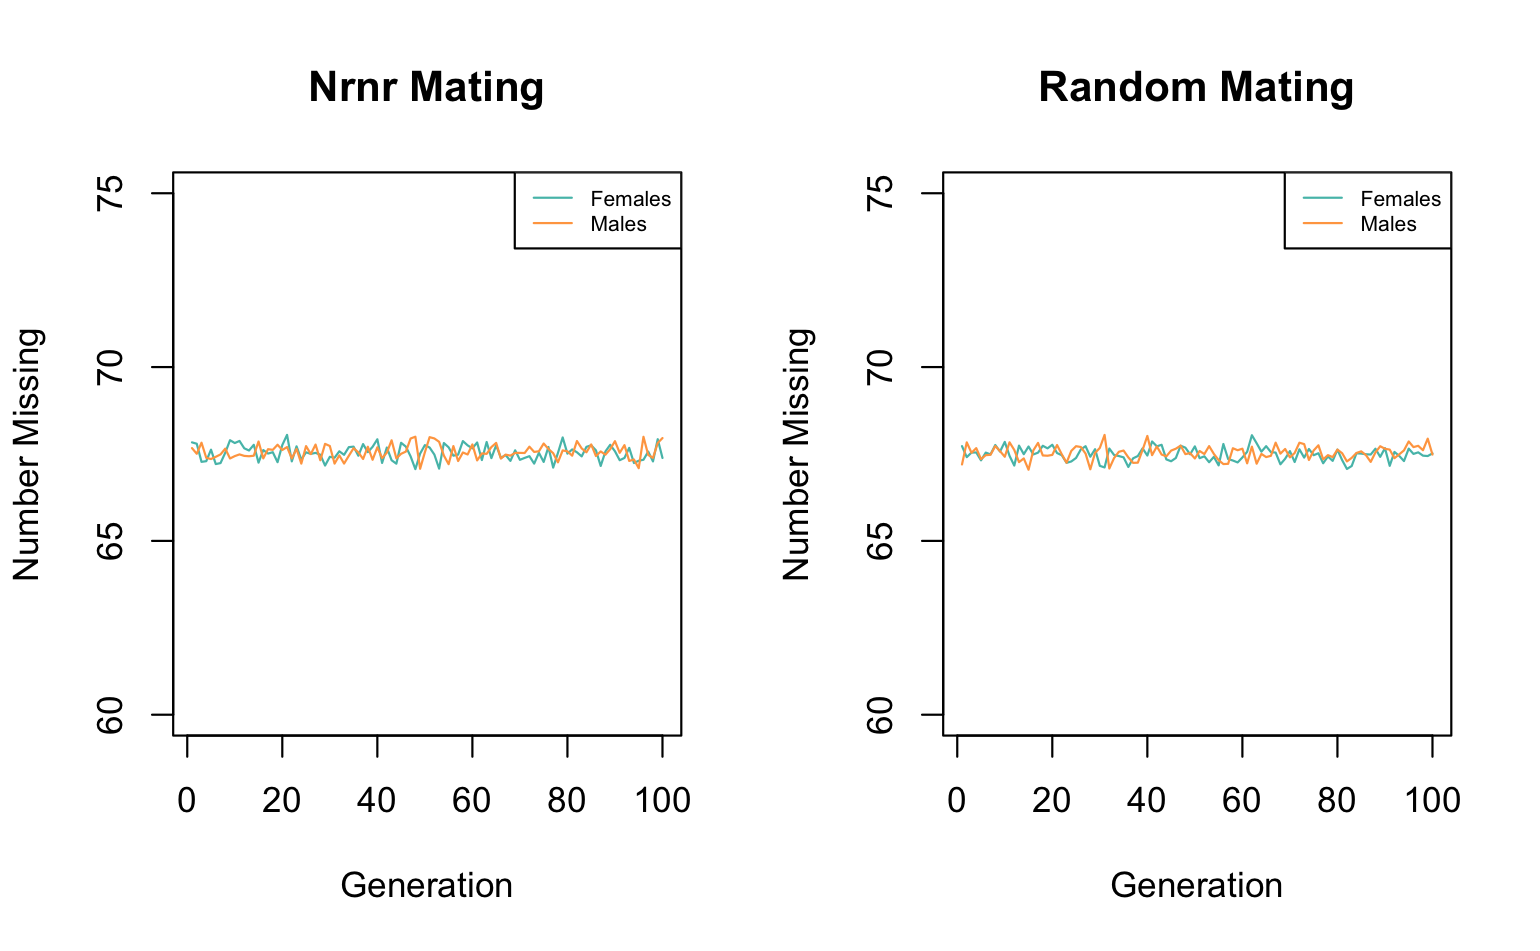 Nrnr Mating
Number Missing
75
70
65
60
Females
Males
0 20 40 60 80 100
Generation
Random Mating
Number Missing
75
70
65
60
Females
Males
0 20 40 60 80 100
Generation